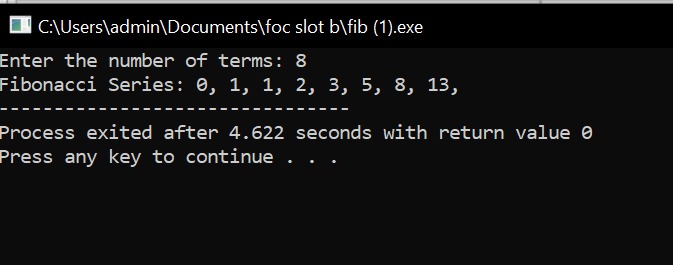 C:\Users\admin\Documents\foc slot b\fib (1).exe
Enter the number of terms: 8
Fibonacci Series: 0, 1, 1, 2, 3, 5, 8, 13,
--------------------------------
Process exited after 4.622 seconds with return value 0
Press any key to continue . . .